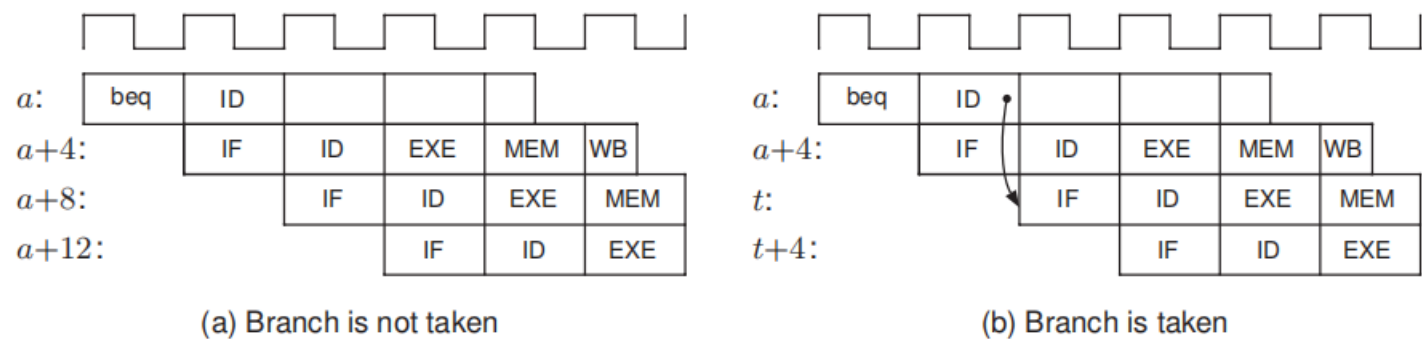 a: beq ID
a+4: IF ID EXE MEM WB
a+8: IF ID EXE MEM
a+12: IF ID EXE
(a) Branch is not taken
a: beq ID
a+4: IF ID EXE MEM WB
t: IF ID EXE MEM
t+4: IF ID EXE
(b) Branch is taken